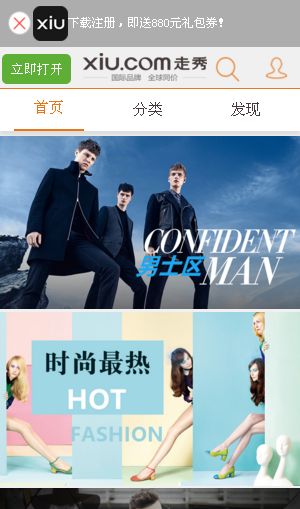 xiu
下载注册，即送880元礼包券！
立即打开
xiu.com 走秀
国际品牌 全球同价
首页
分类
发现
CONFIDENT
男士区
MAN
时尚最热
HOT
FASHION